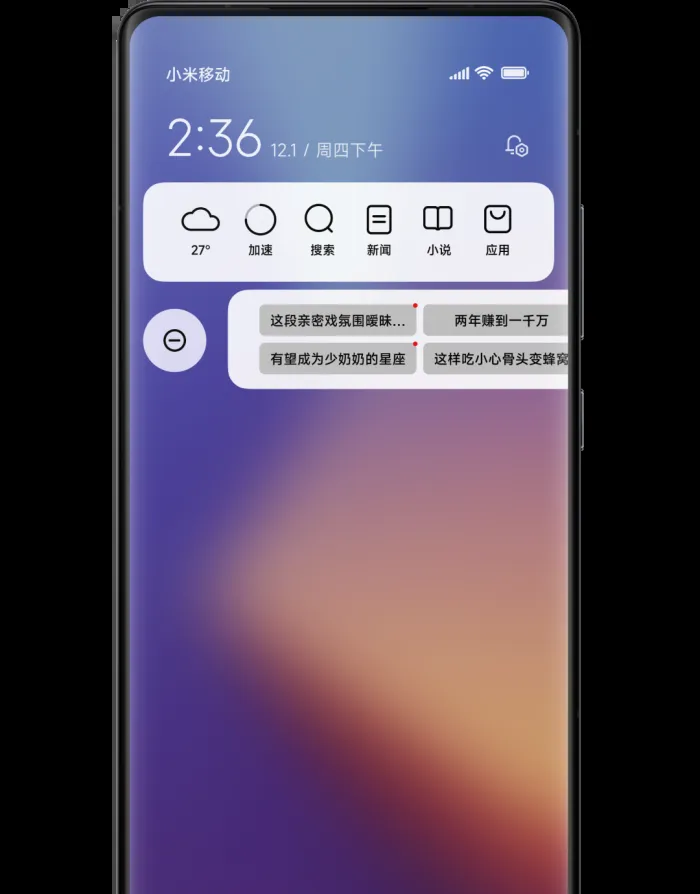 小米移动
2:36 12.1 / 周四下午
27° 加速 搜索 新闻 小说 应用
这段亲密戏氛围暧昧... 两年赚到一千万
有望成为少奶奶的星座 这样吃小心骨头变蜂窝